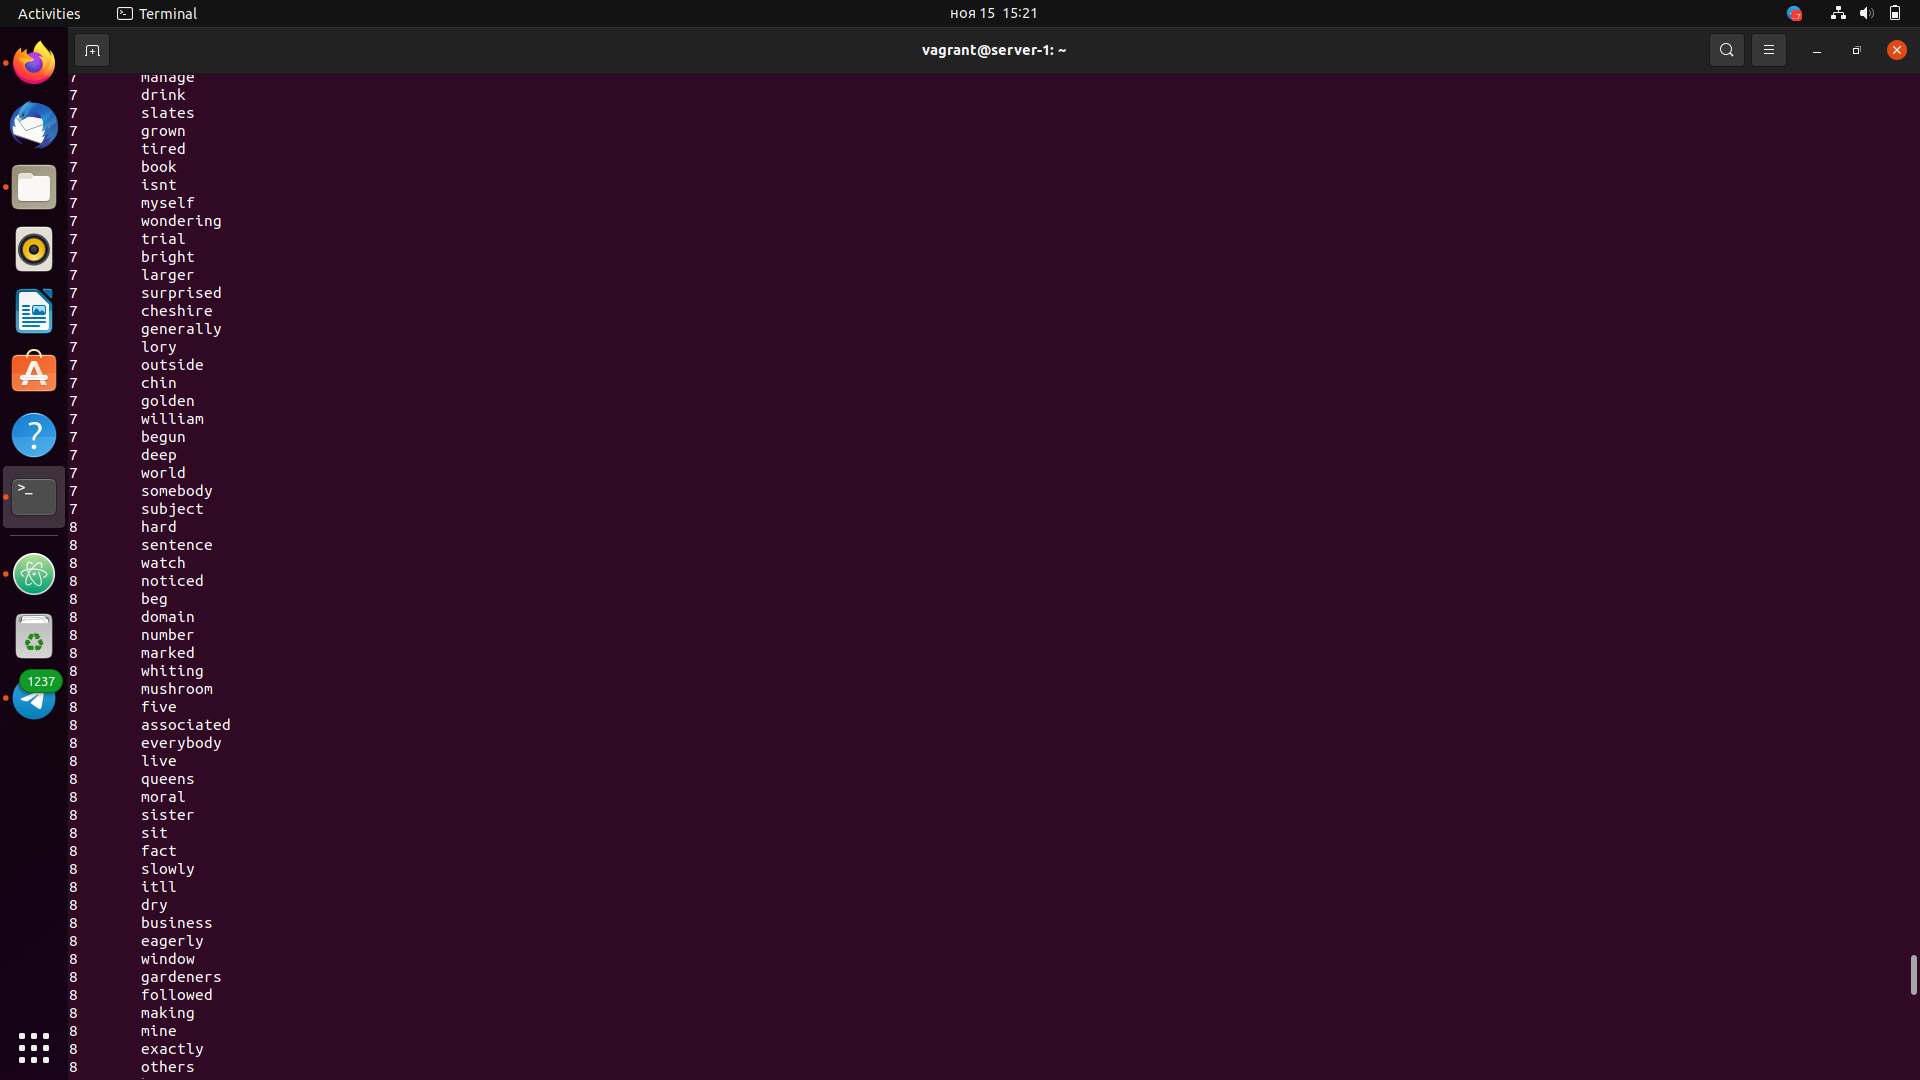 Activities
Terminal
ноя 15 15:21
vagrant@server-1: ~
7 manage
7 drink
7 slates
7 grown
7 tired
7 book
7 isnt
7 myself
7 wondering
7 trial
7 bright
7 larger
7 surprised
7 cheshire
7 generally
7 lory
7 outside
7 chin
7 golden
7 william
7 begun
7 deep
7 world
7 somebody
7 subject
8 hard
8 sentence
8 watch
8 noticed
8 beg
8 domain
8 number
8 marked
8 whiting
8 mushroom
8 five
8 associated
8 everybody
8 live
8 queens
8 moral
8 sister
8 sit
8 fact
8 slowly
8 itll
8 dry
8 business
8 eagerly
8 window
8 gardeners
8 followed
8 making
8 mine
8 exactly
8 others
1237